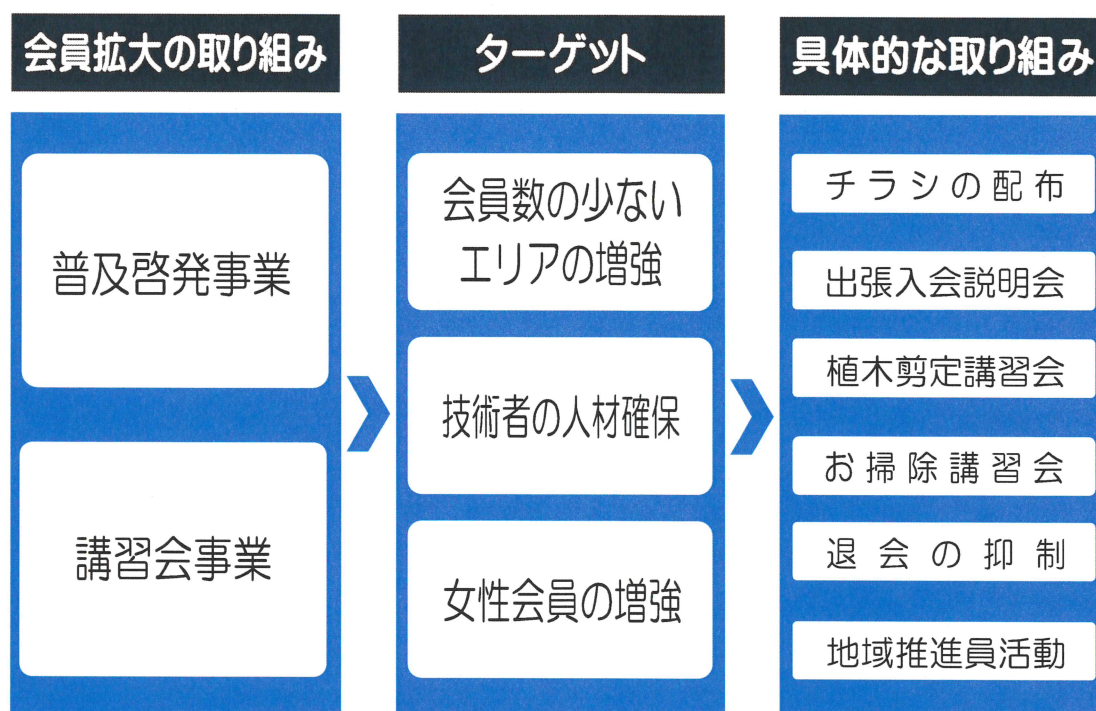 会員拡大の取り組み
普及啓発事業
講習会事業
ターゲット
会員数の少ない
エリアの増強
技術者の人材確保
女性会員の増強
具体的な取り組み
チラシの配布
出張入会説明会
植木剪定講習会
お掃除講習会
退会の抑制
地域推進員活動